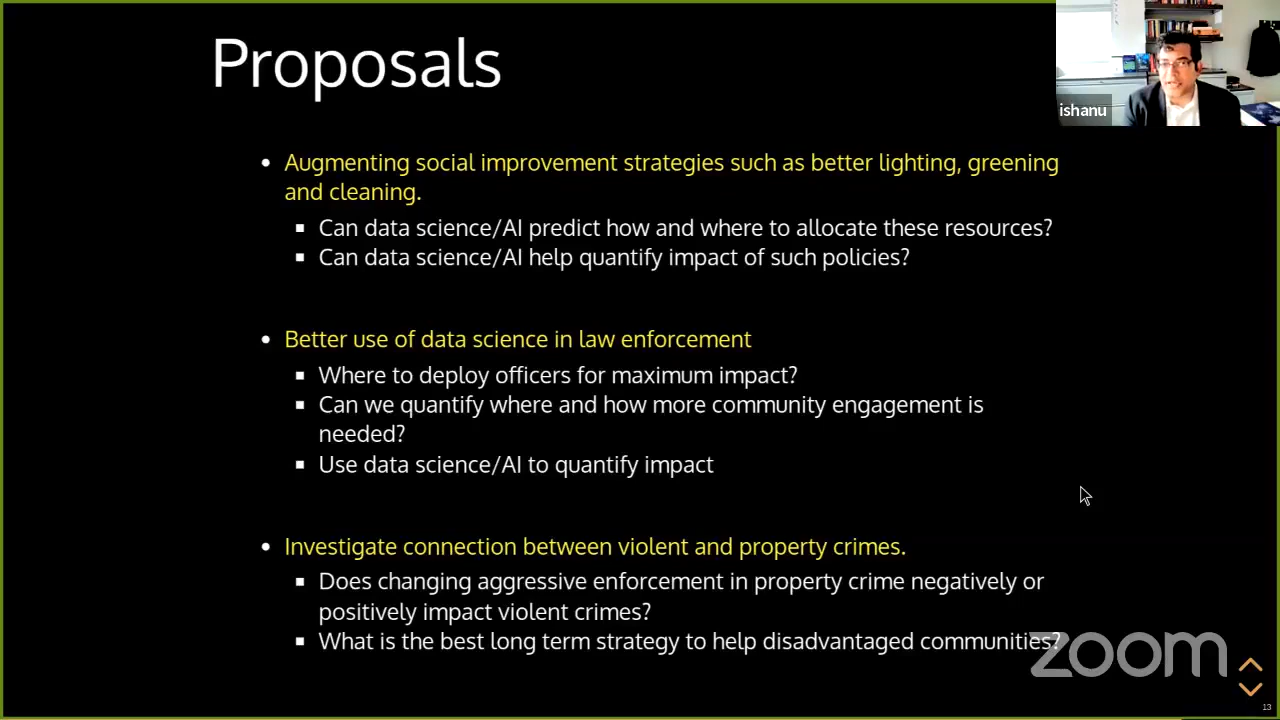 Proposals
ishanu
Augmenting social improvement strategies such as better lighting, greening
and cleaning.
Can data science/AI predict how and where to allocate these resources?
Can data science/AI help quantify impact of such policies?
Better use of data science in law enforcement
Where to deploy officers for maximum impact?
Can we quantify where and how more community engagement is
needed?
Use data science/AI to quantify impact
Investigate connection between violent and property crimes.
Does changing aggressive enforcement in property crime negatively or
positively impact violent crimes?
What is the best long term strategy to help disadvantaged communities?
zoom
13